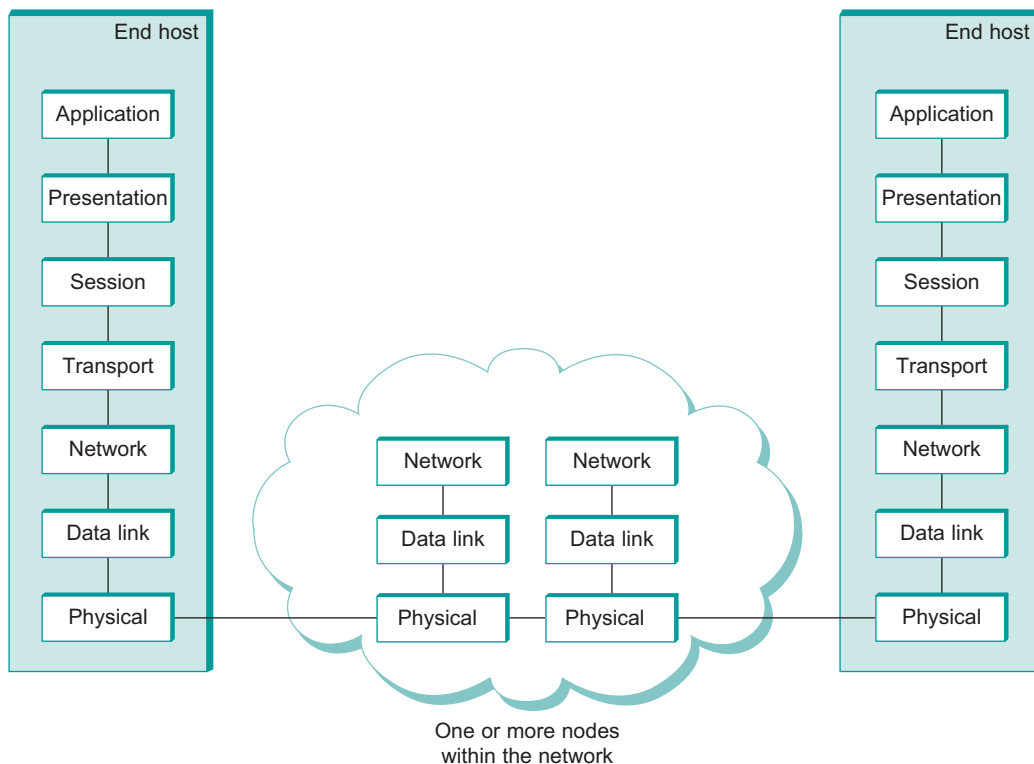 End host
Application
Presentation
Session
Transport
Network
Data link
Physical
Network
Data link
Physical
Network
Data link
Physical
One or more nodes
within the network
End host
Application
Presentation
Session
Transport
Network
Data link
Physical